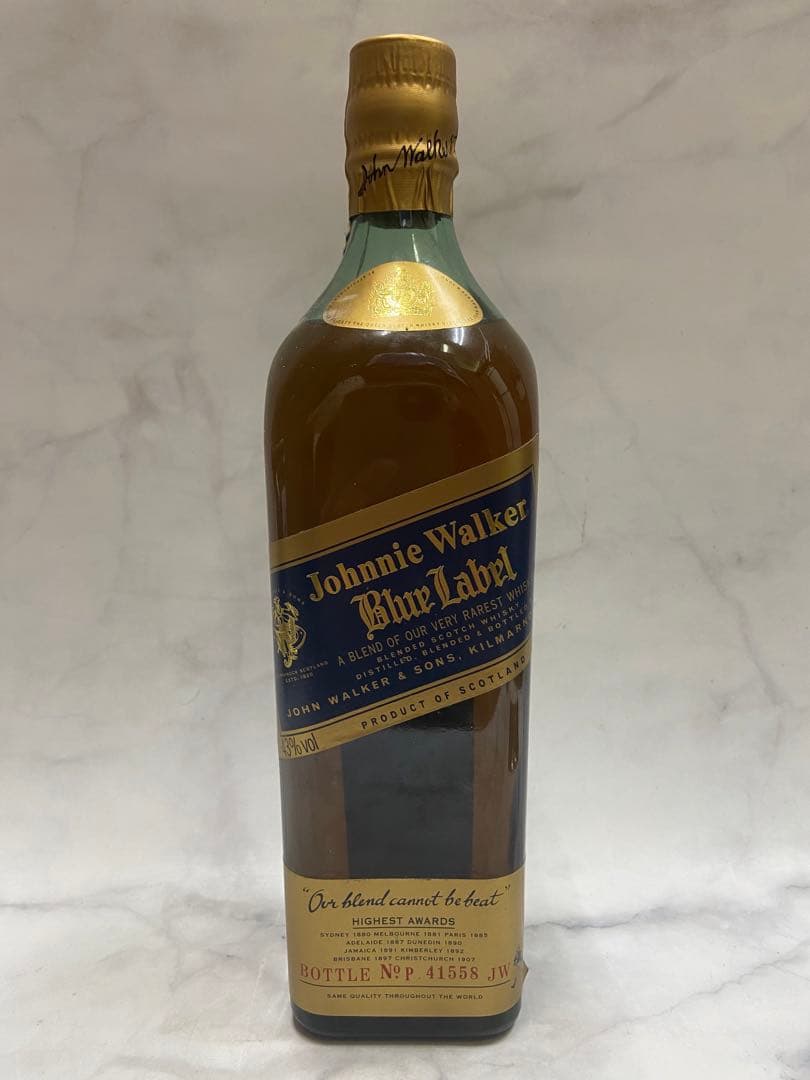 John Walker
Johnnie Walker
Blue Label
A BLEND OF OUR VERY RAREST
BLENDED SCOTCH WHISKY
DISTILLED, BLENDED & BOTTLED
JOHN WALKER & SONS,
PRODUCT OF SCOTLAND
43% vol
"Our blend cannot be beat"
HIGHEST AWARDS
SYDNEY 1880 MELBOURNE 1881 PARIS 1885
ADELAIDE 1887 DUNEDIN 1890
JAMAICA 1891 KIMBERLEY 1892
BRISBANE 1897 CHRISTCHURCH 1907
BOTTLE No P 41558 JW
SAME QUALITY THROUGHOUT THE WORLD